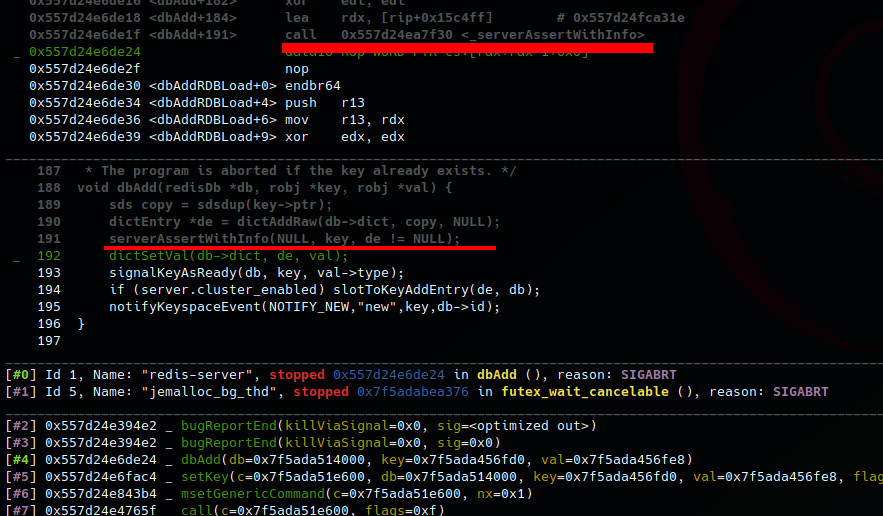 0x557d24e6de16 <dbAdd+182> xor edi, edi
0x557d24e6de18 <dbAdd+184> lea rdx, [rip+0x15c4ff] # 0x557d24fca31e
0x557d24e6de1f <dbAdd+191> call 0x557d24ea7f30 <_serverAssertWithInfo>
_ 0x557d24e6de24
0x557d24e6de2f nop
0x557d24e6de30 <dbAddRDBLoad+0> endbr64
0x557d24e6de34 <dbAddRDBLoad+4> push r13
0x557d24e6de36 <dbAddRDBLoad+6> mov r13, rdx
0x557d24e6de39 <dbAddRDBLoad+9> xor edx, edx
187 * The program is aborted if the key already exists. */
188 void dbAdd(redisDb *db, robj *key, robj *val) {
189 sds copy = sdsdup(key->ptr);
190 dictEntry *de = dictAddRaw(db->dict, copy, NULL);
191 serverAssertWithInfo(NULL, key, de != NULL);
_ 192 dictSetVal(db->dict, de, val);
193 signalKeyAsReady(db, key, val->type);
194 if (server.cluster_enabled) slotToKeyAddEntry(de, db);
195 notifyKeyspaceEvent(NOTIFY_NEW,"new",key,db->id);
196 }
197
[#0] Id 1, Name: "redis-server", stopped 0x557d24e6de24 in dbAdd (), reason: SIGABRT
[#1] Id 5, Name: "jemalloc_bg_thd", stopped 0x7f5adabea376 in futex_wait_cancelable (), reason: SIGABRT
[#2] 0x557d24e394e2 _ bugReportEnd(killViaSignal=0x0, sig=<optimized out>)
[#3] 0x557d24e394e2 _ bugReportEnd(killViaSignal=0x0, sig=0x0)
[#4] 0x557d24e6de24 _ dbAdd(db=0x7f5ada514000, key=0x7f5ada456fd0, val=0x7f5ada456fe8)
[#5] 0x557d24e6fac4 _ setKey(c=0x7f5ada51e600, db=0x7f5ada514000, key=0x7f5ada456fd0, val=0x7f5ada456fe8, flag
[#6] 0x557d24e843b4 _ msetGenericCommand(c=0x7f5ada51e600, nx=0x1)
[#7] 0x557d24e4765f _ call(c=0x7f5ada51e600, flags=0xf)